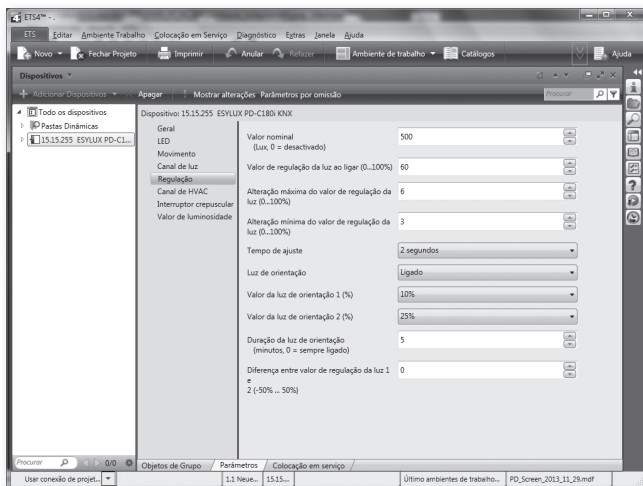 ETS4™ - .
ETS Editar Ambiente Trabalho Colocação em Serviço Diagnóstico Extras Janela Ajuda
Novo Fechar Projeto Imprimir Anular Refazer Ambiente de trabalho Catálogos Ajuda
Dispositivos
Adicionar Dispositivos Apagar Mostrar alterações Parâmetros por omissão Procurar
Todo os dispositivos
Pastas Dinâmicas
15.15.255 ESYLUX PD-C1...
Dispositivo: 15.15.255 ESYLUX PD-C180i KNX
Geral
LED
Movimento
Canal de luz
Regulação
Canal de HVAC
Interruptor crepuscular
Valor de luminosidade
Valor nominal 500
(Lux, 0 = desactivado)
Valor de regulação da luz ao ligar (0...100%) 60
Alteração máxima do valor de regulação da 6
luz (0...100%)
Alteração mínima do valor de regulação da 3
luz (0...100%)
Tempo de ajuste 2 segundos
Luz de orientação Ligado
Valor da luz de orientação 1 (%) 10%
Valor da luz de orientação 2 (%) 25%
Duração da luz de orientação 5
(minutos, 0 = sempre ligado)
Diferença entre valor de regulação da luz 1 0
e
2 (-50% ... 50%)
Procurar 0/0 Objetos de Grupo Parâmetros Colocação em serviço
Usar conexão de projet... 1.1 Neue... 15.15.... Último ambientes de trabalho... PD_Screen_2013_11_29.mdf